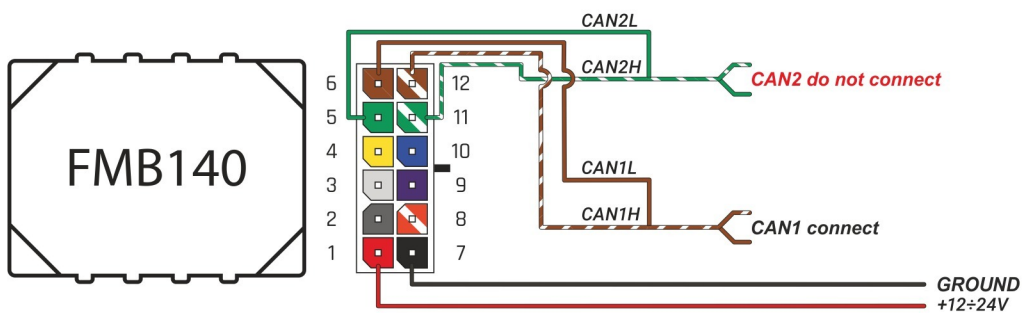 CAN2L
CAN2H
CAN2 do not connect
6 12
5 11
4 10
3 9
2 8
1 7
FMB140
CAN1L
CAN1H
CAN1 connect
GROUND
+12÷24V